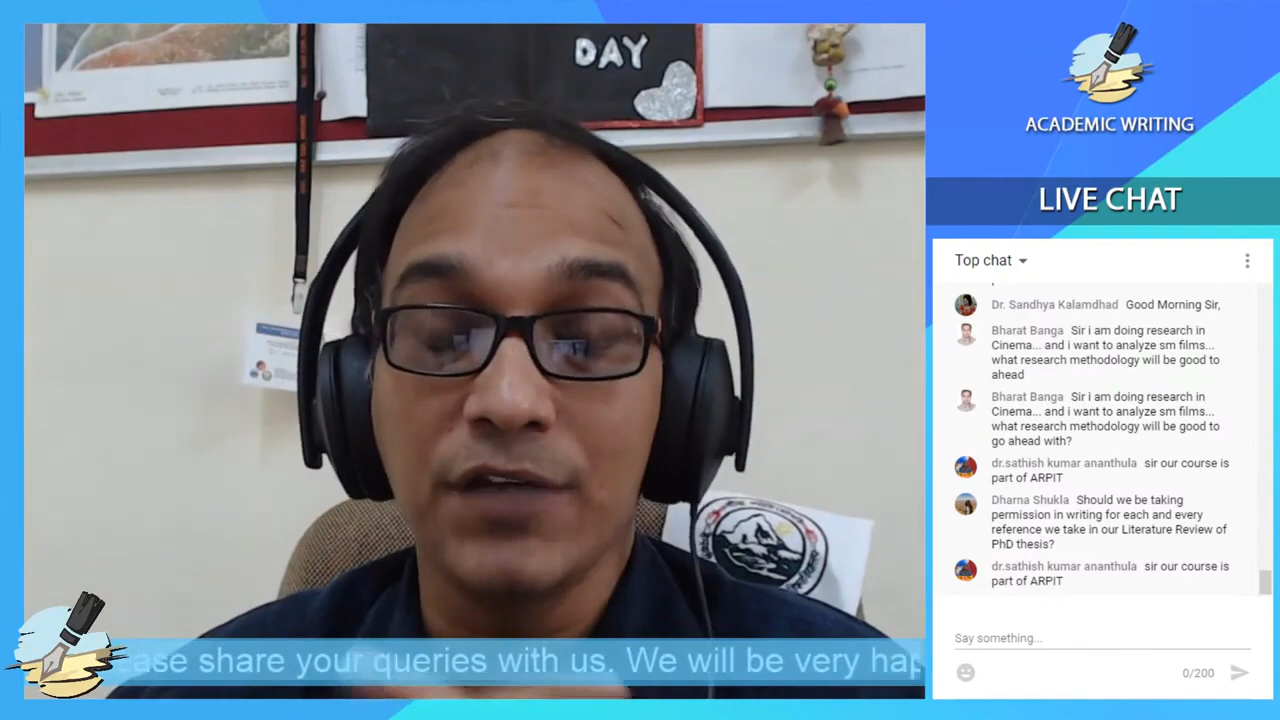 DAY
ease share your queries with us. We will be very hap
ACADEMIC WRITING
LIVE CHAT
Top chat
Dr. Sandhya Kalamdhad Good Morning Sir,
Bharat Banga Sir i am doing research in
Cinema... and i want to analyze sm films...
what research methodology will be good to
ahead
Bharat Banga Sir i am doing research in
Cinema... and i want to analyze sm films...
what research methodology will be good to
go ahead with?
dr.sathish kumar ananthula sir our course is
part of ARPIT
Dharna Shukla Should we be taking
permission in writing for each and every
reference we take in our Literature Review of
PhD thesis?
dr.sathish kumar ananthula sir our course is
part of ARPIT
Say something...
0/200